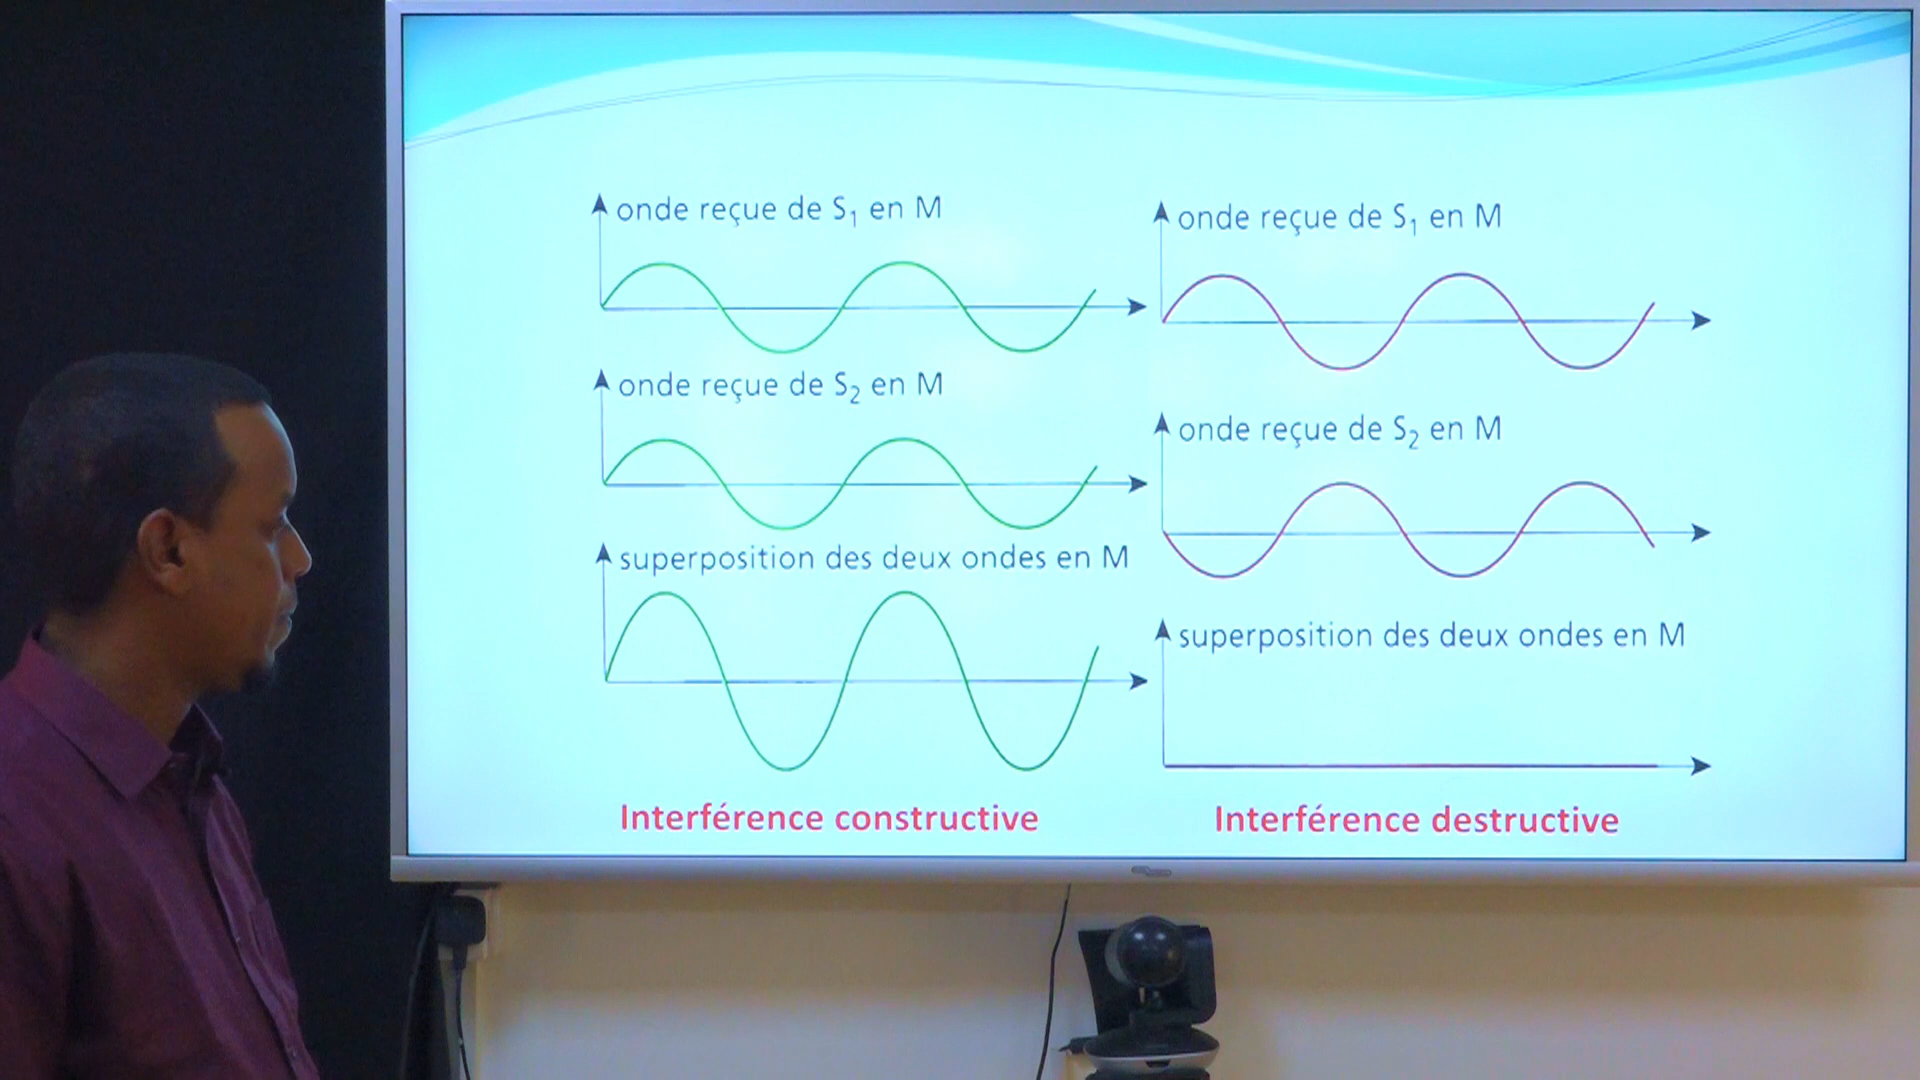 onde reçue de S₁ en M
onde reçue de S₂ en M
superposition des deux ondes en M
Interférence constructive
onde reçue de S₁ en M
onde reçue de S₂ en M
superposition des deux ondes en M
Interférence destructive